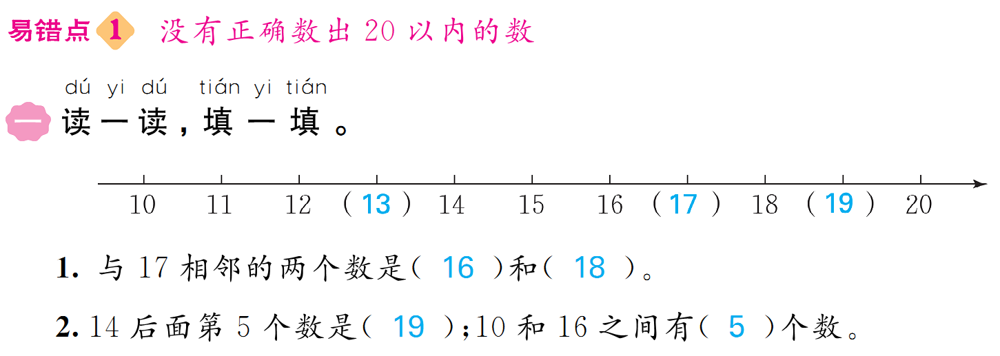 易错点 1 没有正确数出 20 以内的数
dú yi dú tián yi tián
一 读一读，填一填。
10 11 12 （13） 14 15 16 （17） 18 （19） 20
1. 与 17 相邻的两个数是（ 16 ）和（ 18 ）。
2. 14 后面第 5 个数是（ 19 ）；10 和 16 之间有（ 5 ）个数。